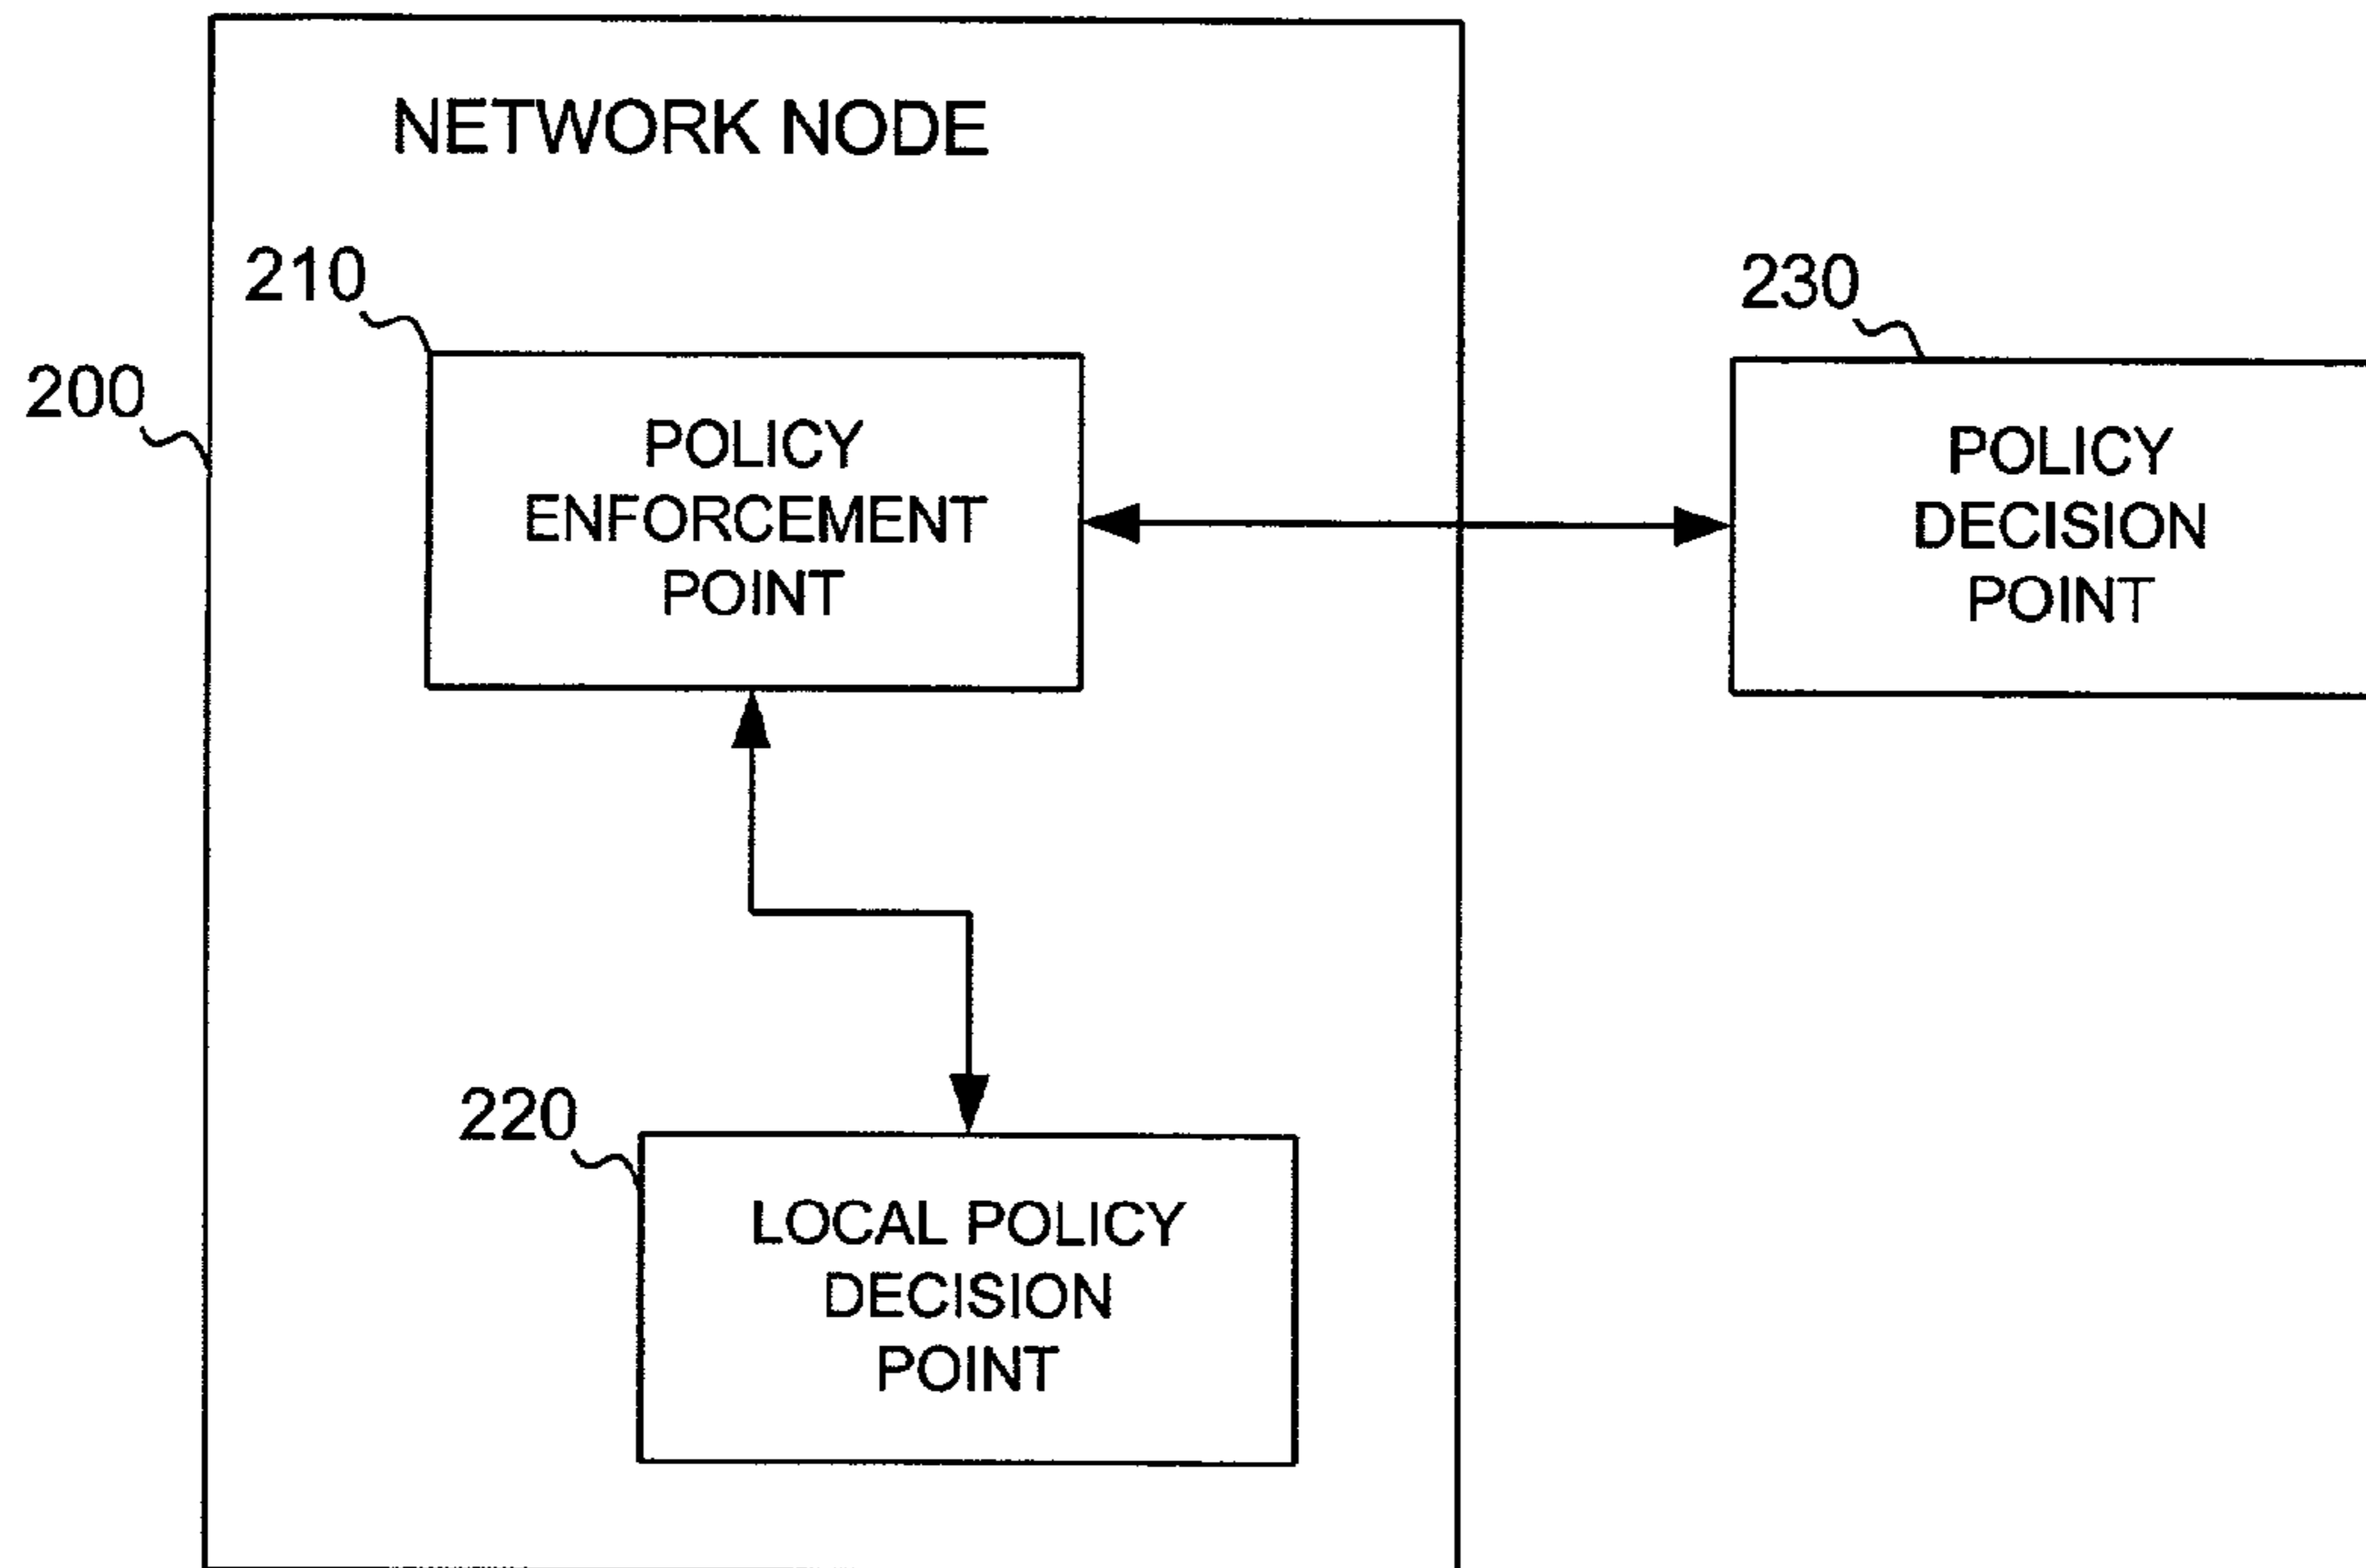 NETWORK NODE
210
230
200
POLICY
ENFORCEMENT
POINT
POLICY
DECISION
POINT
220
LOCAL POLICY
DECISION
POINT